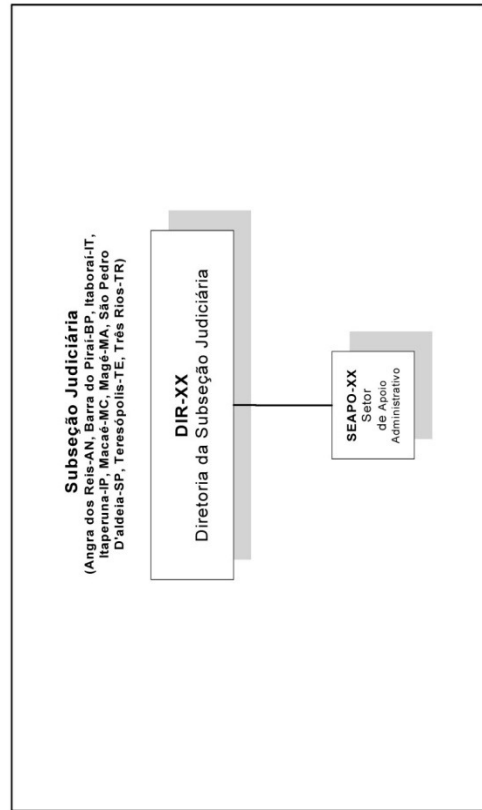 Subseção Judiciária
(Angra dos Reis-AN, Barra do Piraí-BP, Itaboraí-IT,
Itaperuna-IP, Macaé-MC, Magé-MA, São Pedro
D'aldeia-SP, Teresópolis-TE, Três Rios-TR)
DIR-XX
Diretoria da Subseção Judiciária
SEAPO-XX
Setor
de Apoio
Administrativo